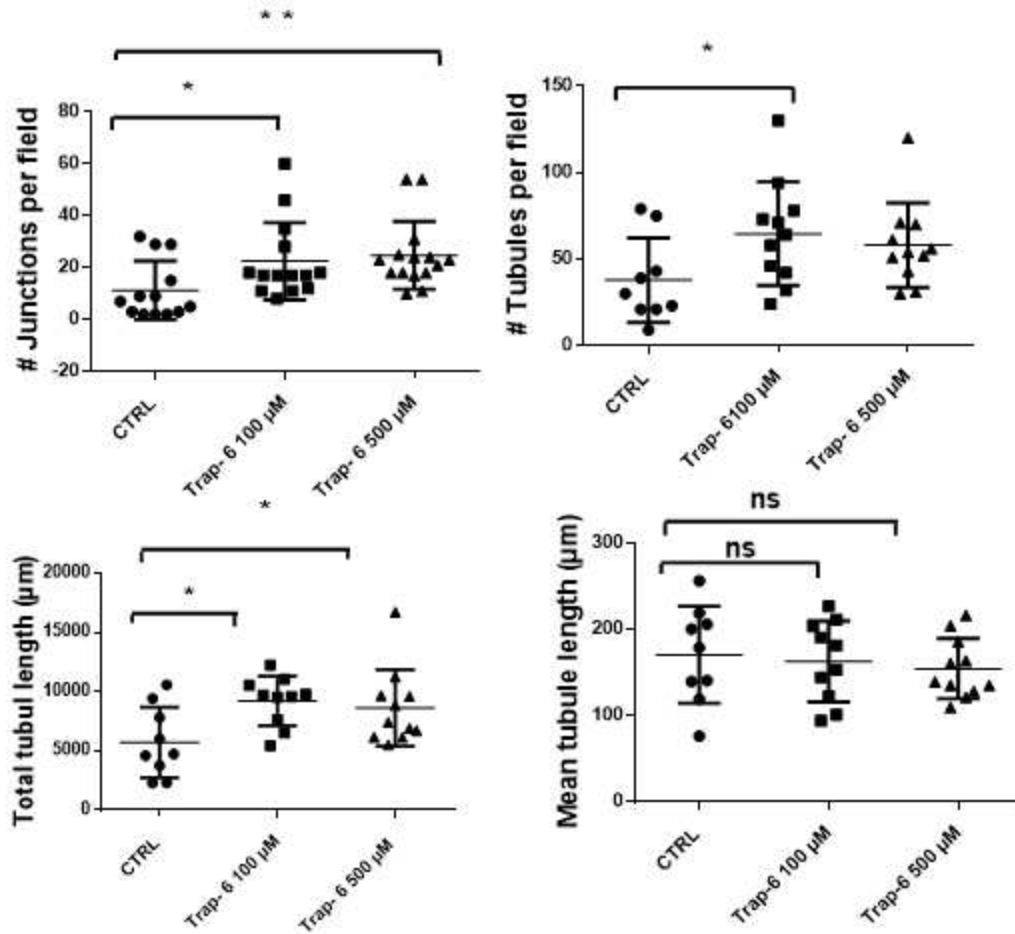 * *
*
# Junctions per field
80
60
40
20
0
-20
CTRL
Trap- 6 100 µM
Trap- 6 500 µM
*
# Tubules per field
150
100
50
0
CTRL
Trap- 6100 µM
Trap- 6 500 µM
*
*
Total tubul length (µm)
20000
15000
10000
5000
0
CTRL
Trap- 6 100 µM
Trap- 6 500 µM
ns
ns
Mean tubule length (µm)
300
200
100
0
CTRL
Trap-6 100 µM
Trap-6 500 µM